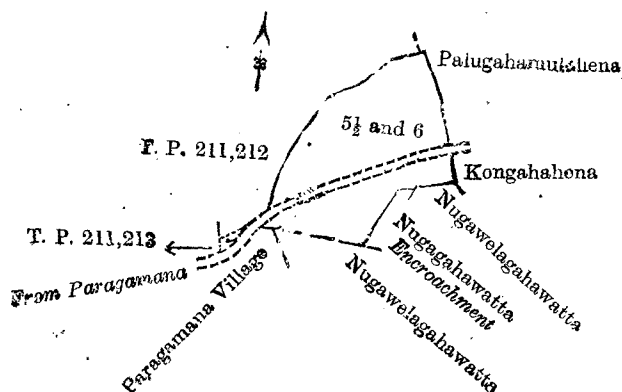 Palugahamulahena
5½ and 6
F. P. 211,212
Kongahahena
T. P. 211,213
From Paragamana
Paragamana Village
Nugawelagahawatta
Nugagahawatta
Encroachment
Nugawelagahawatta